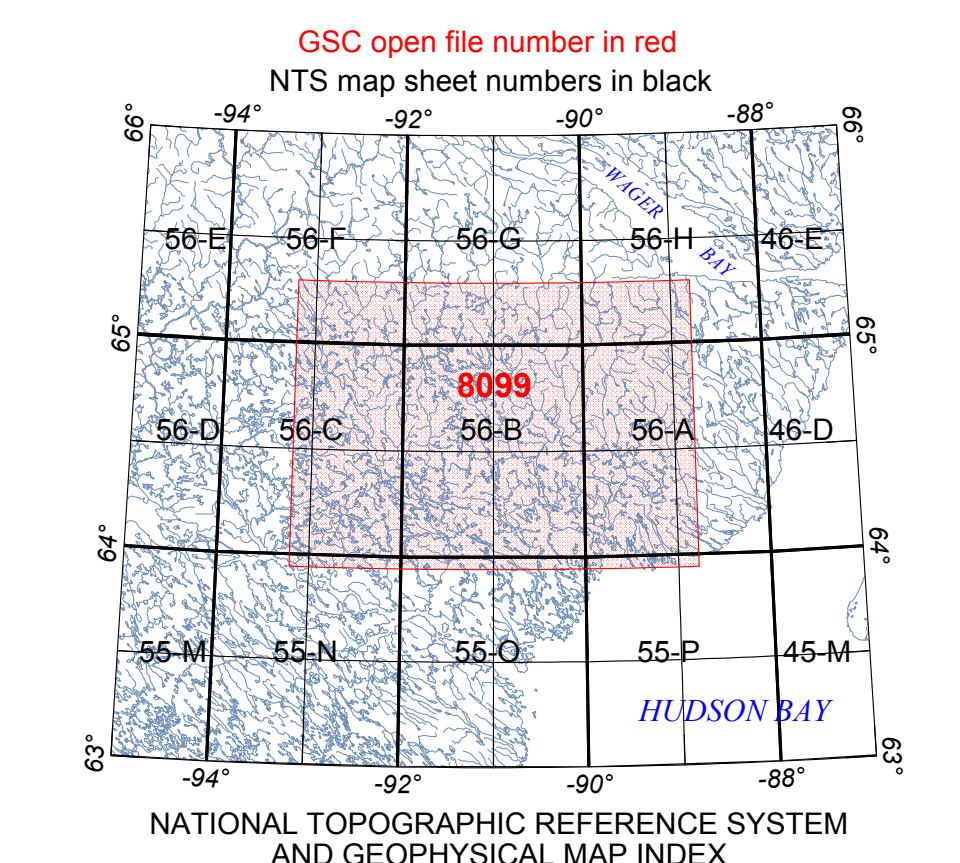 GSC open file number in red
NTS map sheet numbers in black
66° -94° -92° -90° -88° 66°
WAGER
56-E 56-F 56-G 56-H 46-E
BAY
65° 65°
8099
56-D 56-C 56-B 56-A 46-D
64° 64°
55-M 55-N 55-O 55-P 45-M
HUDSON BAY
63° 63°
-94° -92° -90° -88°
NATIONAL TOPOGRAPHIC REFERENCE SYSTEM
AND GEOPHYSICAL MAP INDEX